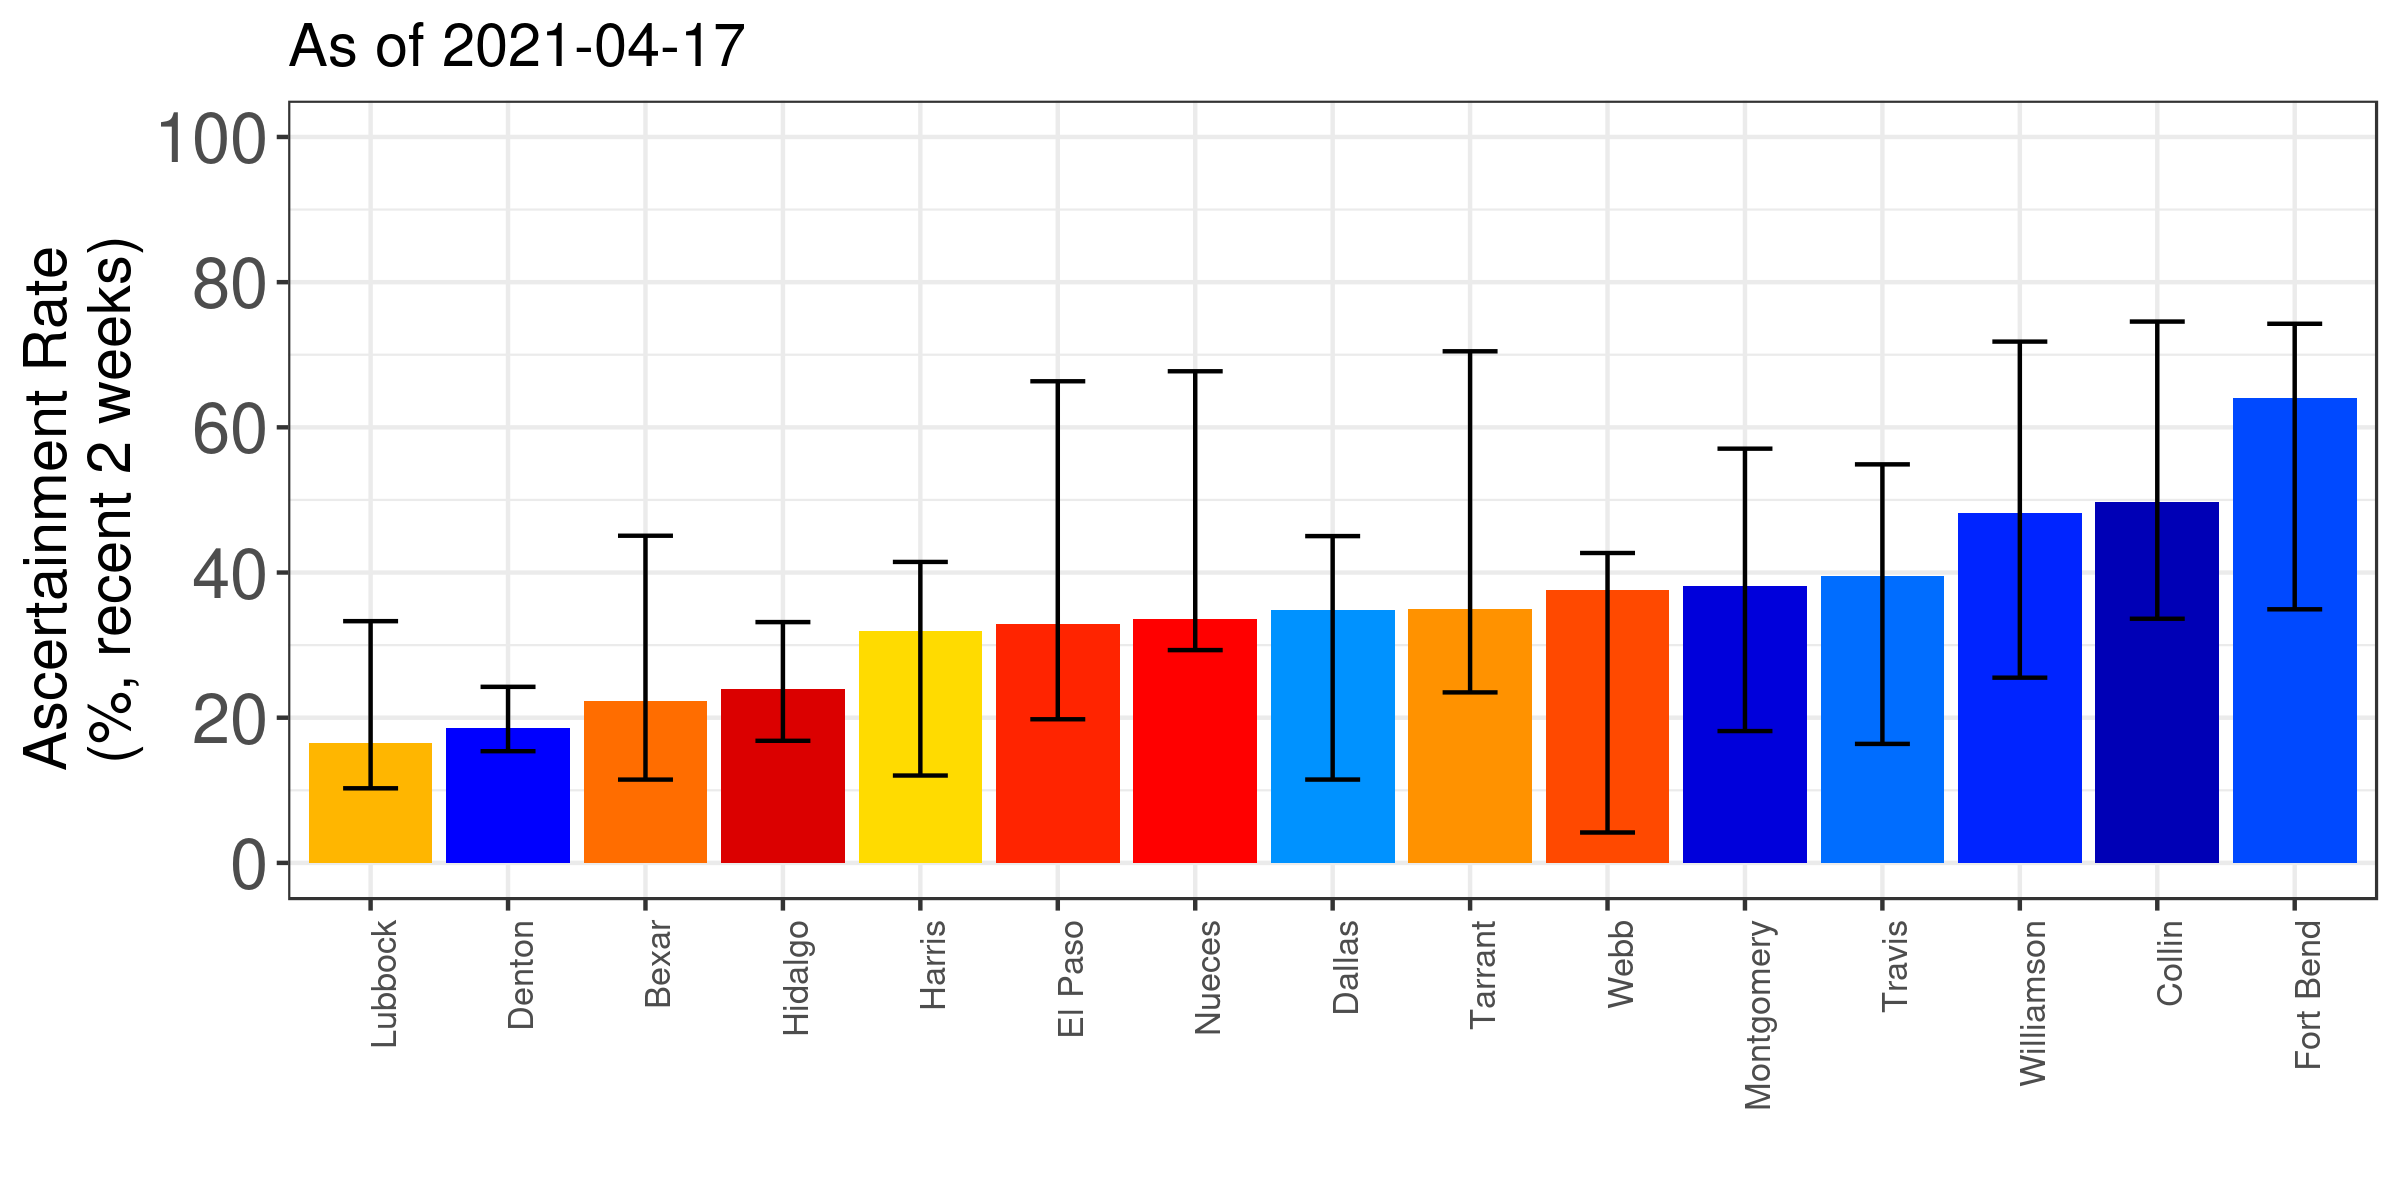 As of 2021-04-17
Ascertainment Rate
(%, recent 2 weeks)
100
80
60
40
20
0
Lubbock
Denton
Bexar
Hidalgo
Harris
El Paso
Nueces
Dallas
Tarrant
Webb
Montgomery
Travis
Williamson
Collin
Fort Bend